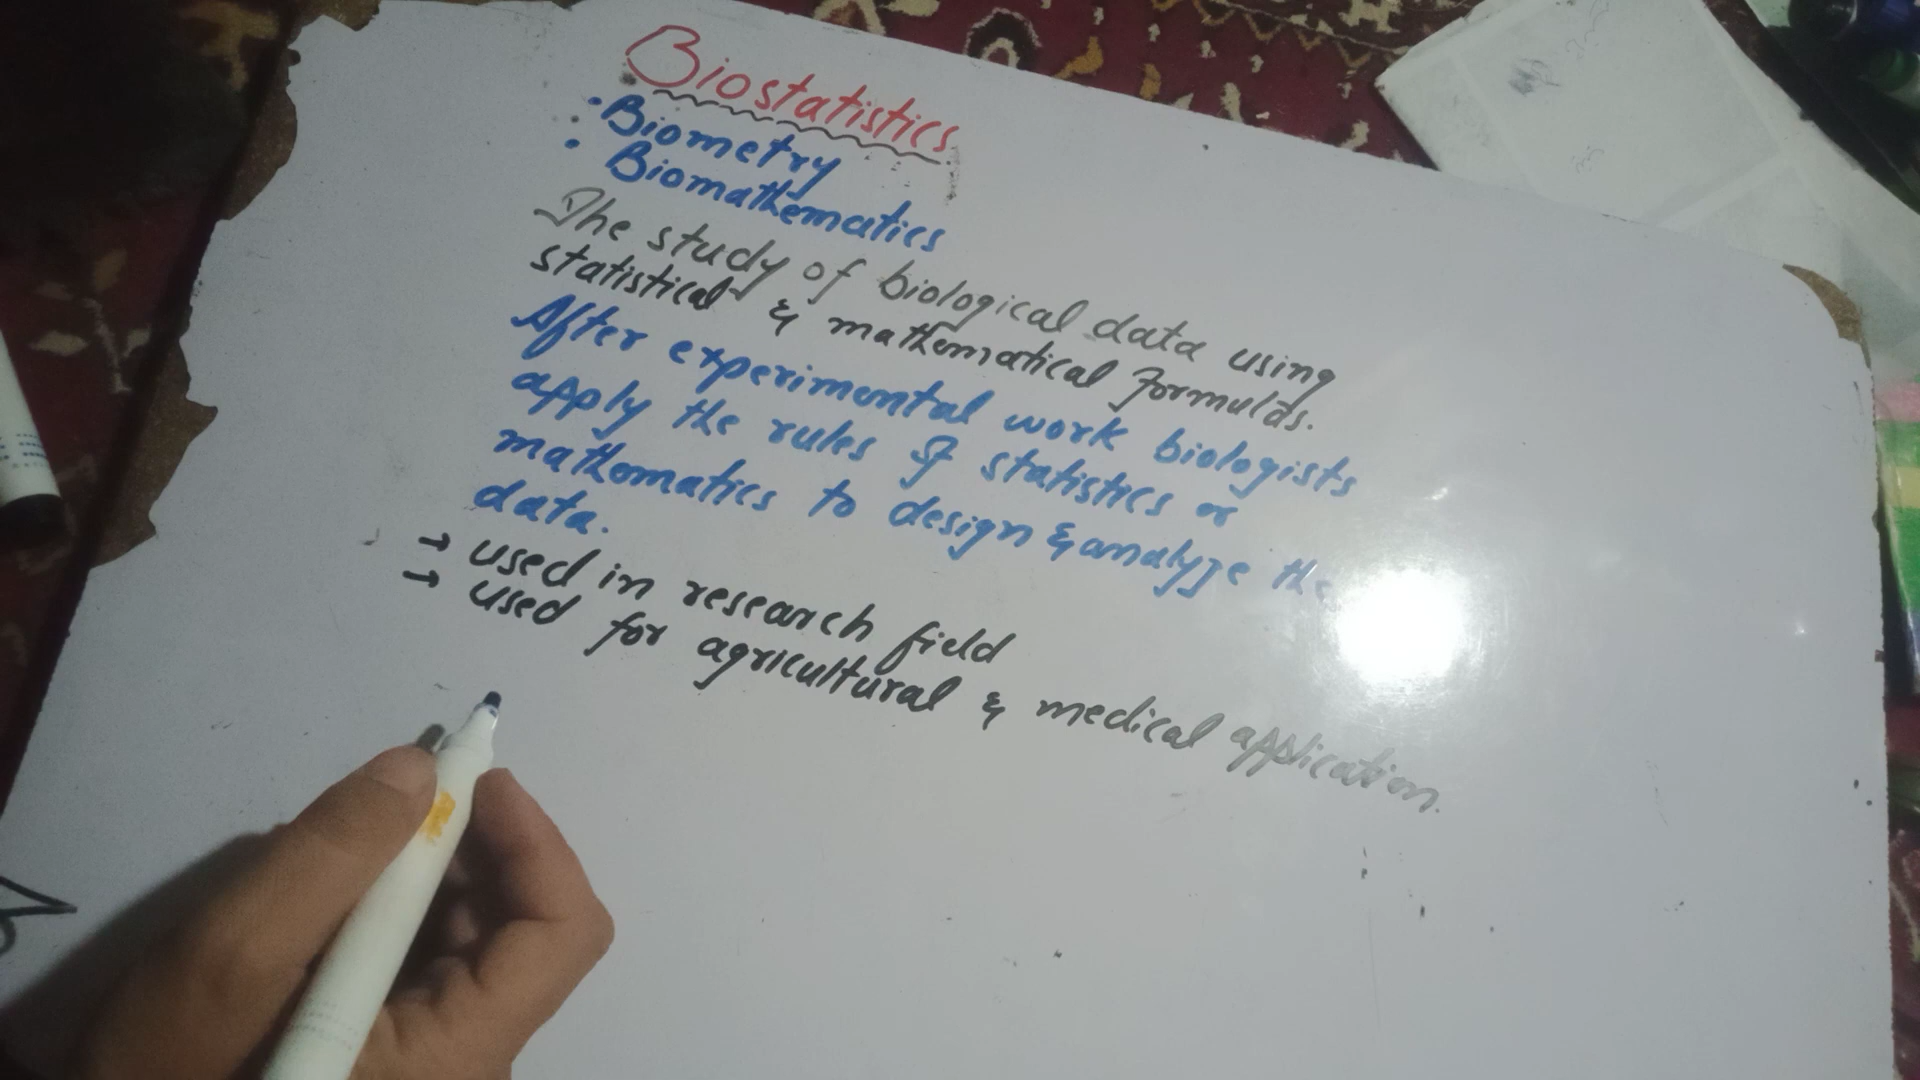 Biostatistics
• Biometry
• Biomathematics
The study of biological data using
statistical & mathematical formulas.
After experimental work biologists
apply the rules of statistics or
mathematics to design & analyze the
data.
→ used in research field
→ used for agricultural & medical application.